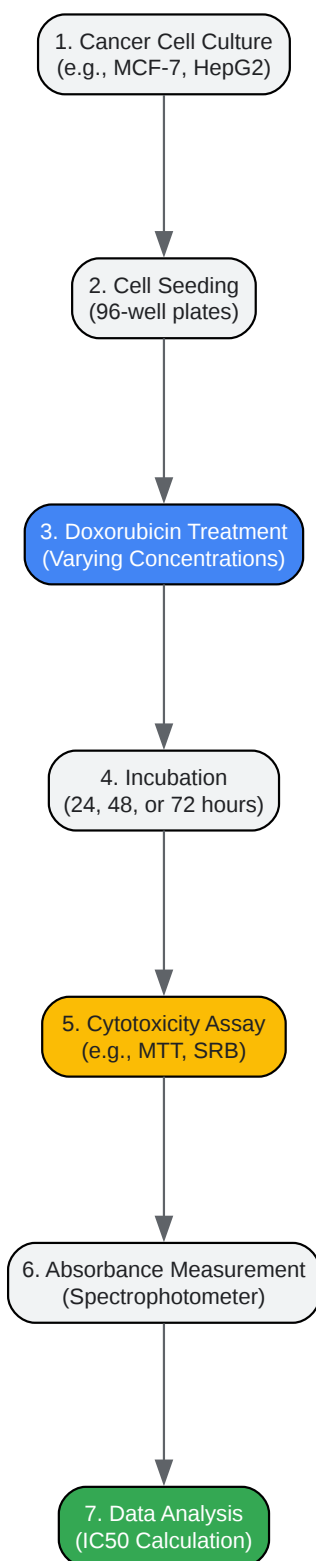 1. Cancer Cell Culture
(e.g., MCF-7, HepG2)
2. Cell Seeding
(96-well plates)
3. Doxorubicin Treatment
(Varying Concentrations)
4. Incubation
(24, 48, or 72 hours)
5. Cytotoxicity Assay
(e.g., MTT, SRB)
6. Absorbance Measurement
(Spectrophotometer)
7. Data Analysis
(IC50 Calculation)